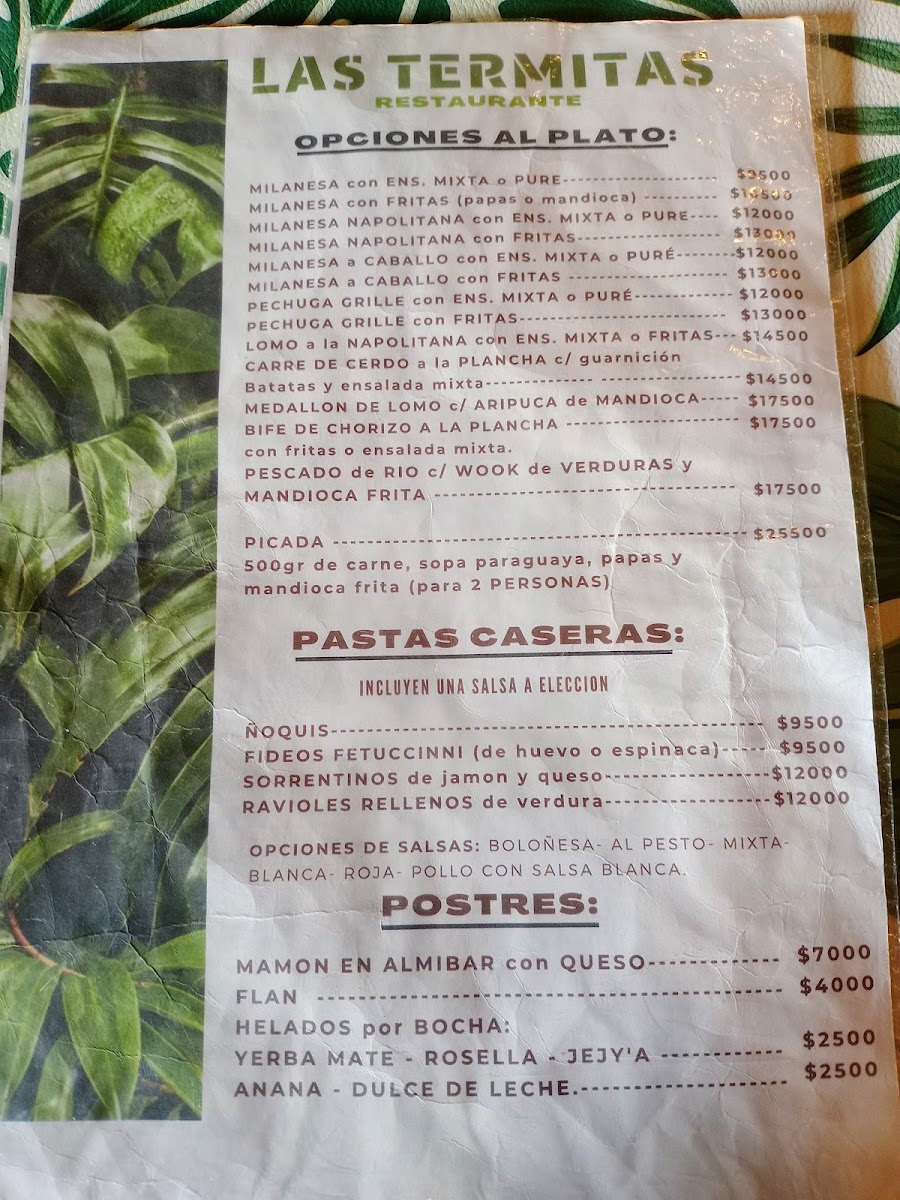 LAS TERMITAS
RESTAURANTE
OPCIONES AL PLATO:
MILANESA con ENS. MIXTA o PURE-------------------- $9500
MILANESA con FRITAS (papas o mandioca) ---------- $10500
MILANESA NAPOLITANA con ENS. MIXTA o PURE---- $12000
MILANESA NAPOLITANA con FRITAS----------------- $13000
MILANESA a CABALLO con ENS. MIXTA o PURÉ-------$12000
MILANESA a CABALLO con FRITAS ------------------- $13000
PECHUGA GRILLE con ENS. MIXTA o PURÉ------------ $12000
PECHUGA GRILLE con FRITAS------------------------- $13000
LOMO a la NAPOLITANA con ENS. MIXTA o FRITAS--- $14500
CARRE DE CERDO a la PLANCHA c/ guarnición
Batatas y ensalada mixta------------- ----------------- $14500
MEDALLON DE LOMO c/ ARIPUCA de MANDIOCA----- $17500
BIFE DE CHORIZO A LA PLANCHA -------------------- $17500
con fritas o ensalada mixta.
PESCADO de RIO c/ WOOK de VERDURAS y
MANDIOCA FRITA ----------------------------------- $17500
PICADA ------------------------------------------------ $25500
500gr de carne, sopa paraguaya, papas y
mandioca frita (para 2 PERSONAS)
PASTAS CASERAS:
INCLUYEN UNA SALSA A ELECCION
ÑOQUIS------------------------------------------------ $9500
FIDEOS FETUCCINNI (de huevo o espinaca)----- $9500
SORRENTINOS de jamon y queso------------------$12000
RAVIOLES RELLENOS de verdura------------------$12000
OPCIONES DE SALSAS: BOLOÑESA- AL PESTO- MIXTA-
BLANCA- ROJA- POLLO CON SALSA BLANCA.
POSTRES:
MAMON EN ALMIBAR con QUESO------------ $7000
FLAN ------------------------------------------- $4000
HELADOS por BOCHA:
YERBA MATE - ROSELLA - JEJY'A ----------- $2500
ANANA - DULCE DE LECHE.------------------- $2500